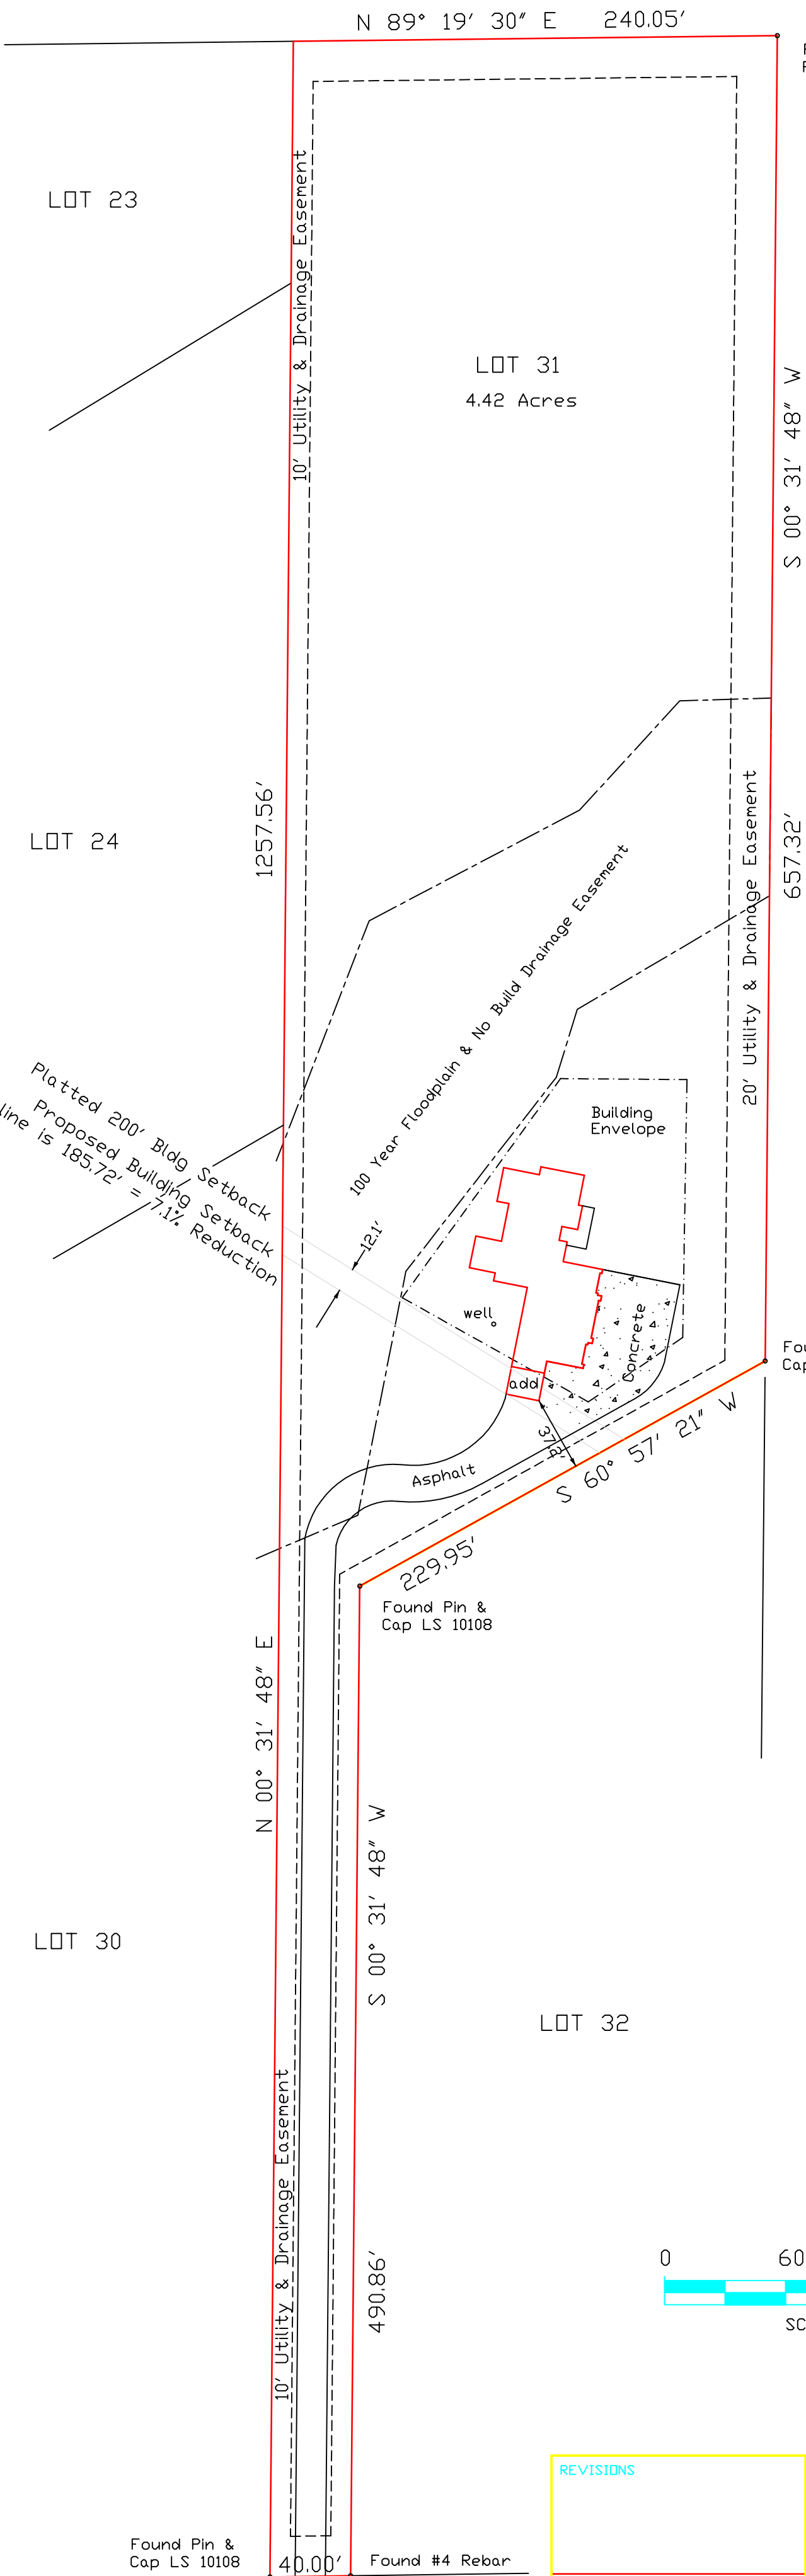 N 89° 19' 30" E 240.05'
LOT 23
10' Utility & Drainage Easement
LOT 31
4.42 Acres
S 00° 31' 48" W
657.32'
1257.56'
LOT 24
20' Utility & Drainage Easement
100 Year Floodplain & No Build Drainage Easement
Platted 200' Bldg Setback
Proposed Building Setback
line is 185.72' = 7.1% Reduction
12.1'
Building
Envelope
well
Concrete
add
Asphalt
S 60° 57' 21" W
229.95'
Found Pin &
Cap LS 10108
N 00° 31' 48" E
S 00° 31' 48" W
LOT 30
LOT 32
10' Utility & Drainage Easement
490.86'
0 60
SC
REVISIONS
Found Pin &
Cap LS 10108
40.00'
Found #4 Rebar